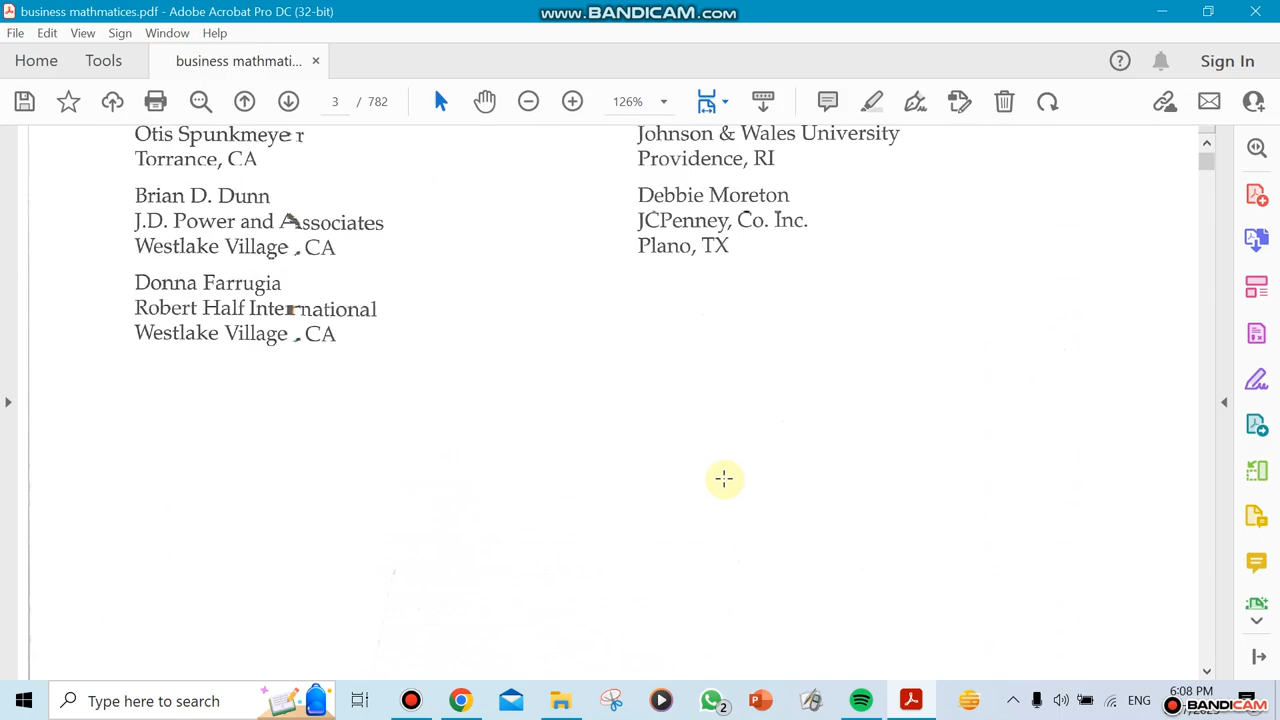 business mathmatices.pdf - Adobe Acrobat Pro DC (32-bit)
www.BANDICAM.com
File Edit View Sign Window Help
Home Tools business mathmati... × Sign In
3 / 782 126%
Otis Spunkmeyer
Torrance, CA
Brian D. Dunn
J.D. Power and Associates
Westlake Village, CA
Donna Farrugia
Robert Half International
Westlake Village, CA
Johnson & Wales University
Providence, RI
Debbie Moreton
JCPenney, Co. Inc.
Plano, TX
Type here to search
2
ENG
6:08 PM
BANDICAM